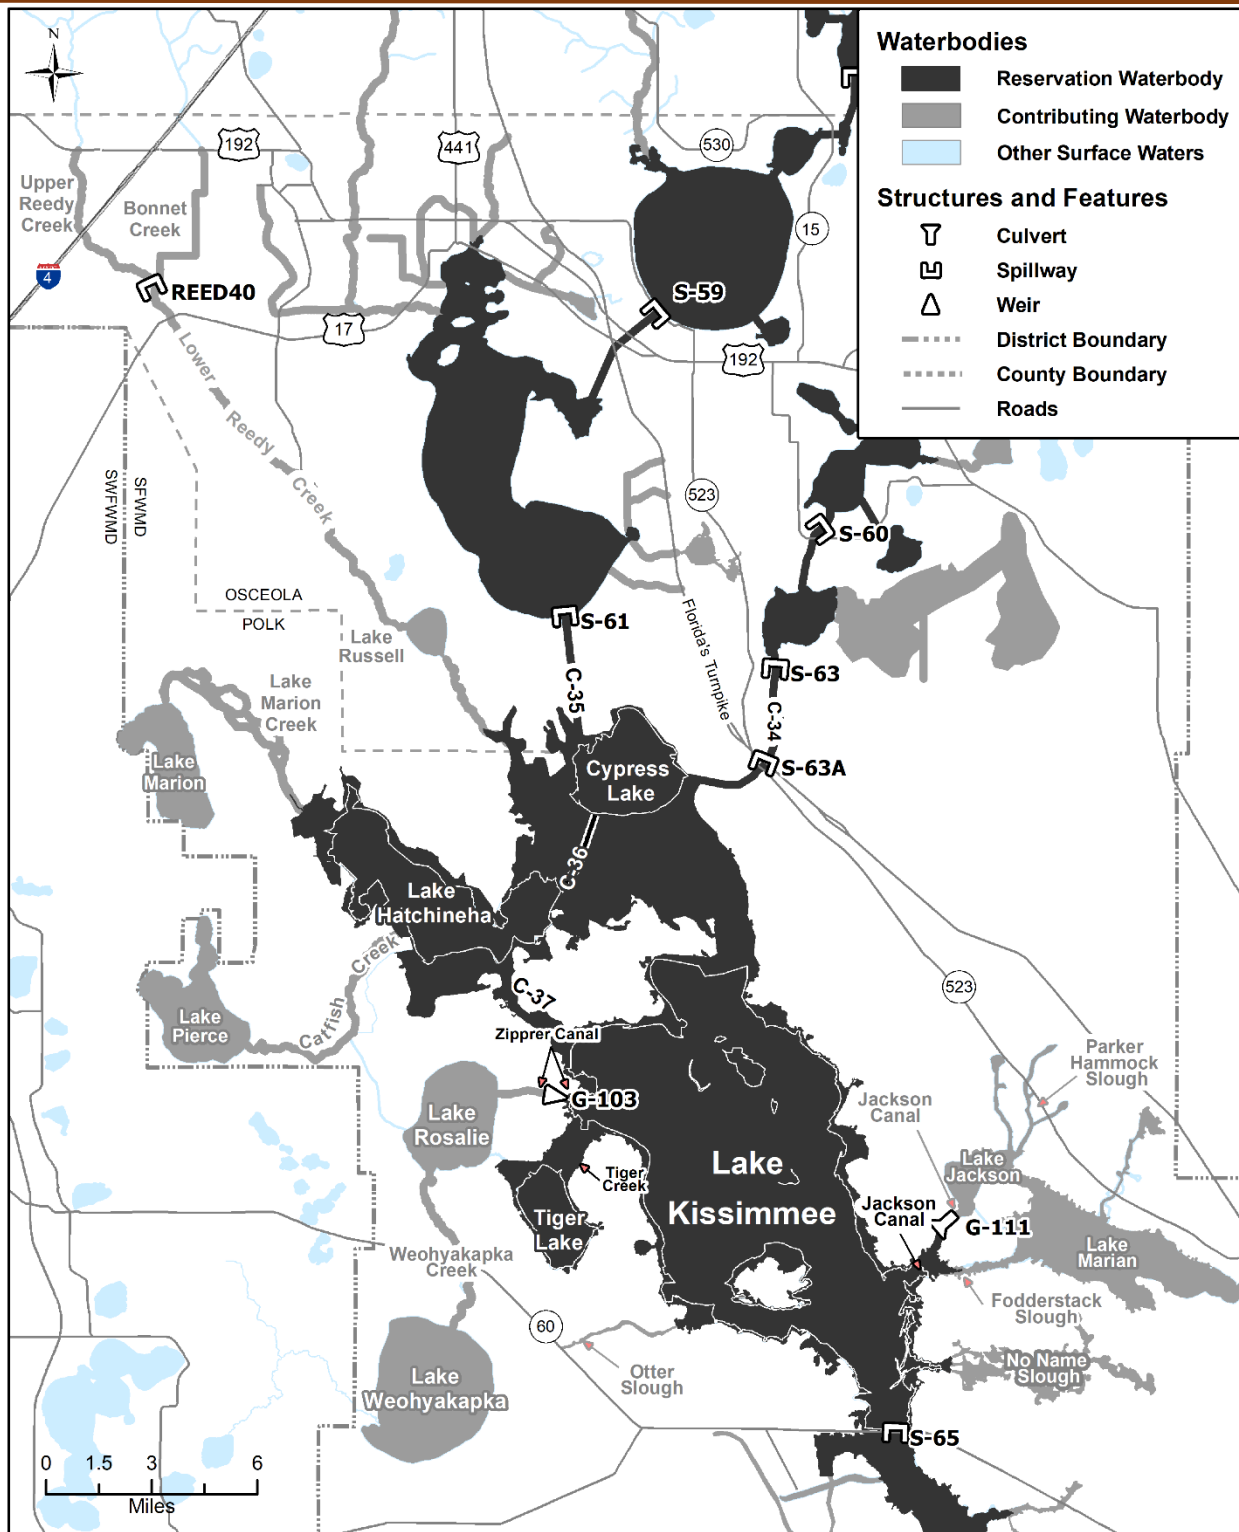 N
Waterbodies
Reservation Waterbody
Contributing Waterbody
Other Surface Waters
Structures and Features
Culvert
Spillway
Weir
District Boundary
County Boundary
Roads
192
441
530
15
Upper
Reedy
Creek
Bonnet
Creek
4
REED40
S-59
17
192
Lower
Reedy
Creek
523
SWFWMD
SFWMD
S-60
OSCEOLA
POLK
S-61
Florida's Turnpike
Lake
Russell
Lake
Marion
Creek
C-35
S-63
C-34
Lake
Marion
Cypress
Lake
S-63A
C-36
Lake
Hatchineha
Catfish
Creek
C-37
523
Lake
Pierce
Zipprer Canal
Parker
Hammock
Slough
G-103
Jackson
Canal
Lake
Rosalie
Lake
Jackson
Lake
Kissimmee
Tiger
Creek
Jackson
Canal
G-111
Tiger
Lake
Weohyakapka
Creek
Lake
Marian
Fodderstack
Slough
60
Otter
Slough
No Name
Slough
Lake
Weohyakapka
S-65
0 1.5 3 6
Miles